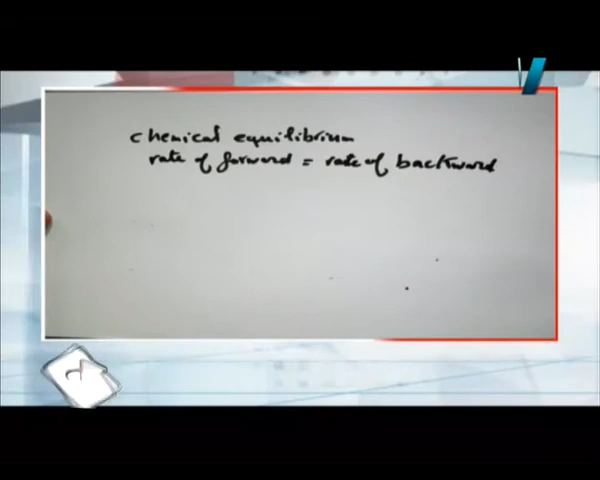 chemical equilibrium
rate of forward = rate of backward